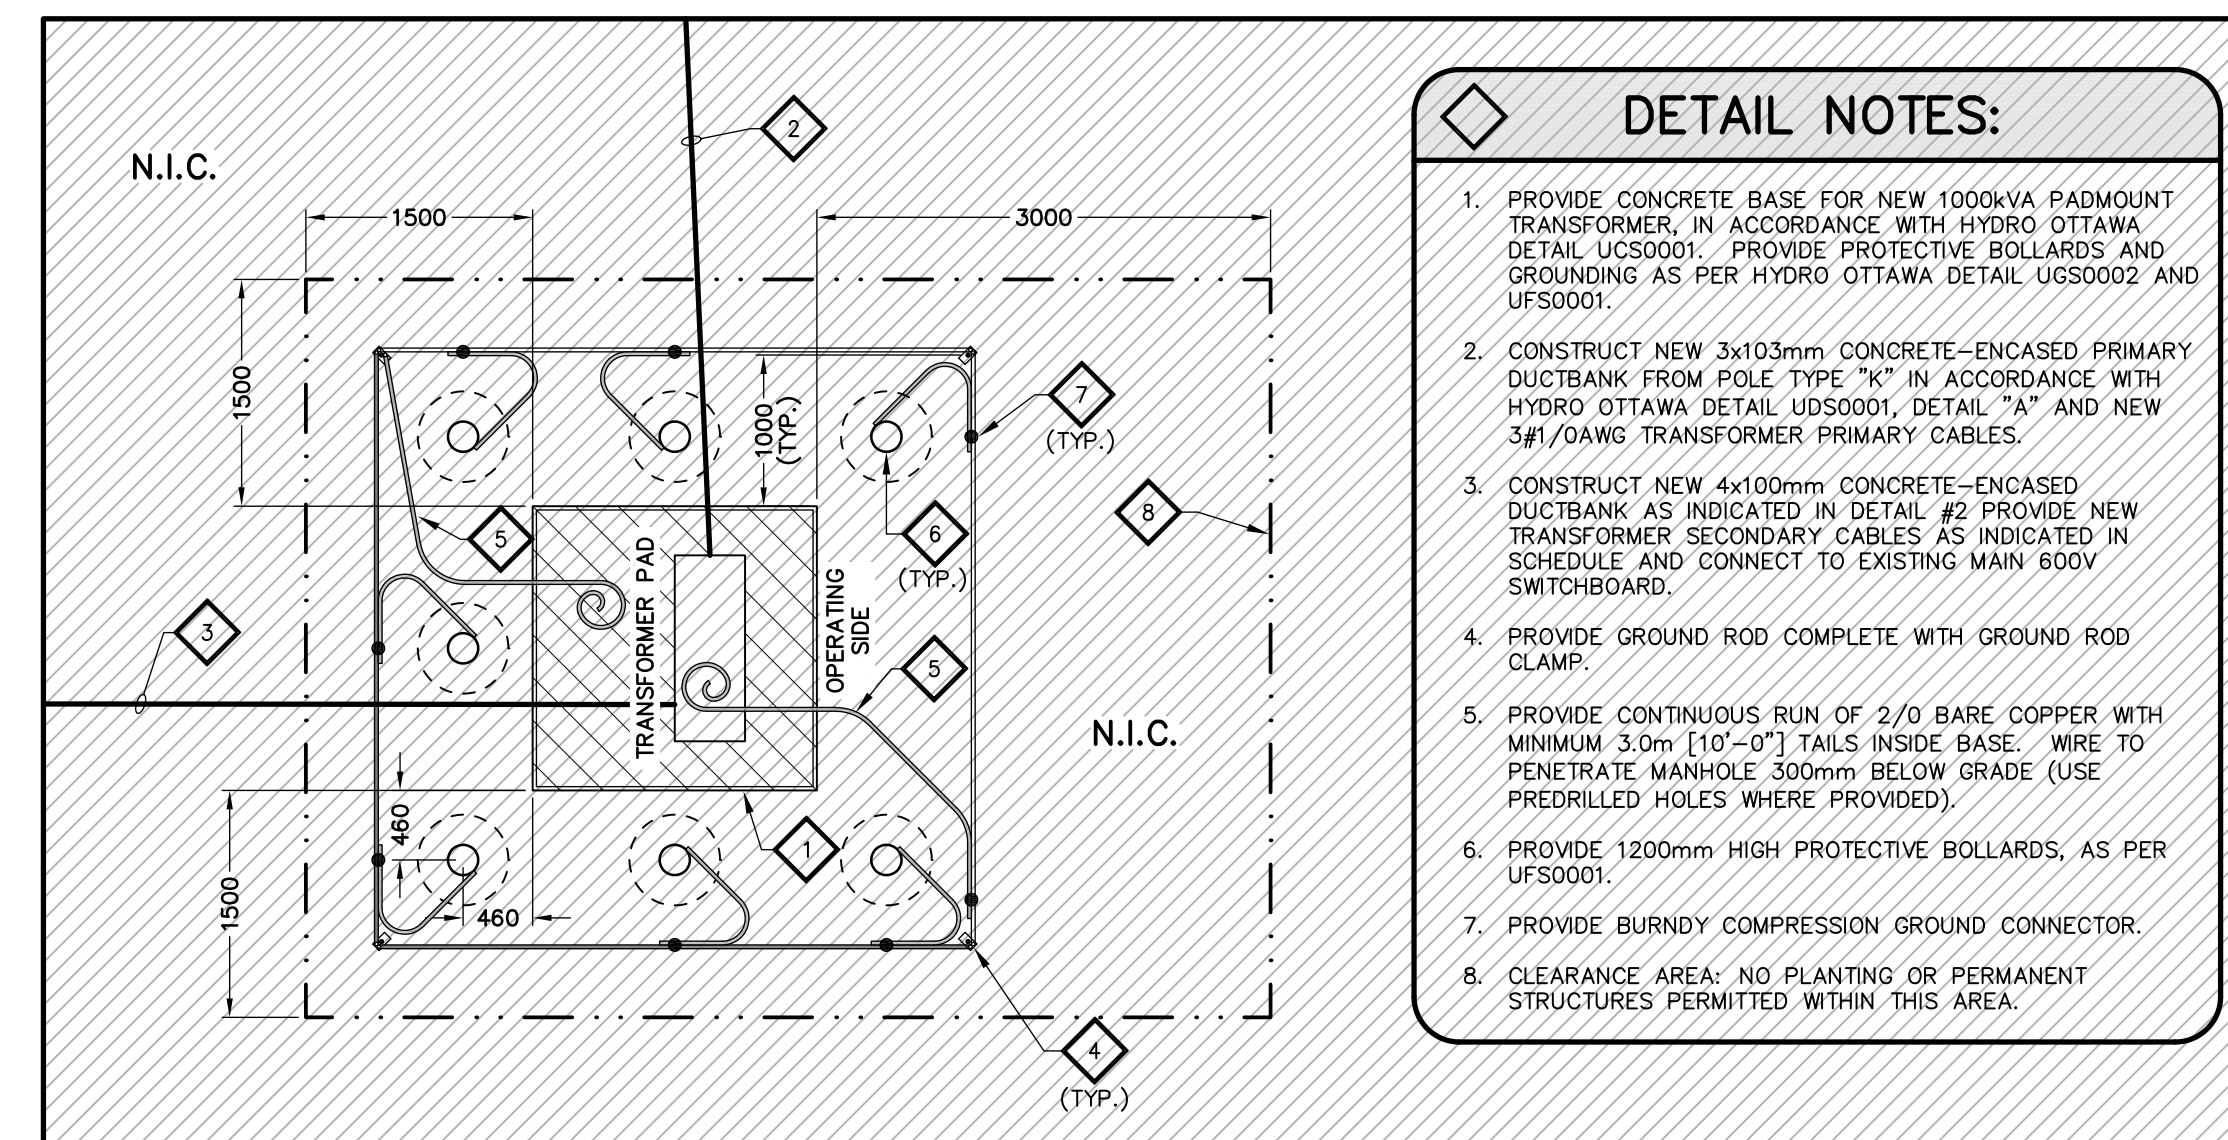 N.I.C.
2
1500
3000
1500
1000
(TYP.)
7
(TYP.)
8
5
6
(TYP.)
TRANSFORMER PAD
OPERATING
SIDE
3
5
N.I.C.
460
1
1500
460
4
(TYP.)
DETAIL NOTES:
1. PROVIDE CONCRETE BASE FOR NEW 1000kVA PADMOUNT
TRANSFORMER, IN ACCORDANCE WITH HYDRO OTTAWA
DETAIL UCS0001. PROVIDE PROTECTIVE BOLLARDS AND
GROUNDING AS PER HYDRO OTTAWA DETAIL UGS0002 AND
UFS0001.
2. CONSTRUCT NEW 3x103mm CONCRETE-ENCASED PRIMARY
DUCTBANK FROM POLE TYPE "K" IN ACCORDANCE WITH
HYDRO OTTAWA DETAIL UDS0001, DETAIL "A" AND NEW
3#1/0AWG TRANSFORMER PRIMARY CABLES.
3. CONSTRUCT NEW 4x100mm CONCRETE-ENCASED
DUCTBANK AS INDICATED IN DETAIL #2 PROVIDE NEW
TRANSFORMER SECONDARY CABLES AS INDICATED IN
SCHEDULE AND CONNECT TO EXISTING MAIN 600V
SWITCHBOARD.
4. PROVIDE GROUND ROD COMPLETE WITH GROUND ROD
CLAMP.
5. PROVIDE CONTINUOUS RUN OF 2/0 BARE COPPER WITH
MINIMUM 3.0m [10'-0"] TAILS INSIDE BASE. WIRE TO
PENETRATE MANHOLE 300mm BELOW GRADE (USE
PREDRILLED HOLES WHERE PROVIDED).
6. PROVIDE 1200mm HIGH PROTECTIVE BOLLARDS, AS PER
UFS0001.
7. PROVIDE BURNDY COMPRESSION GROUND CONNECTOR.
8. CLEARANCE AREA: NO PLANTING OR PERMANENT
STRUCTURES PERMITTED WITHIN THIS AREA.